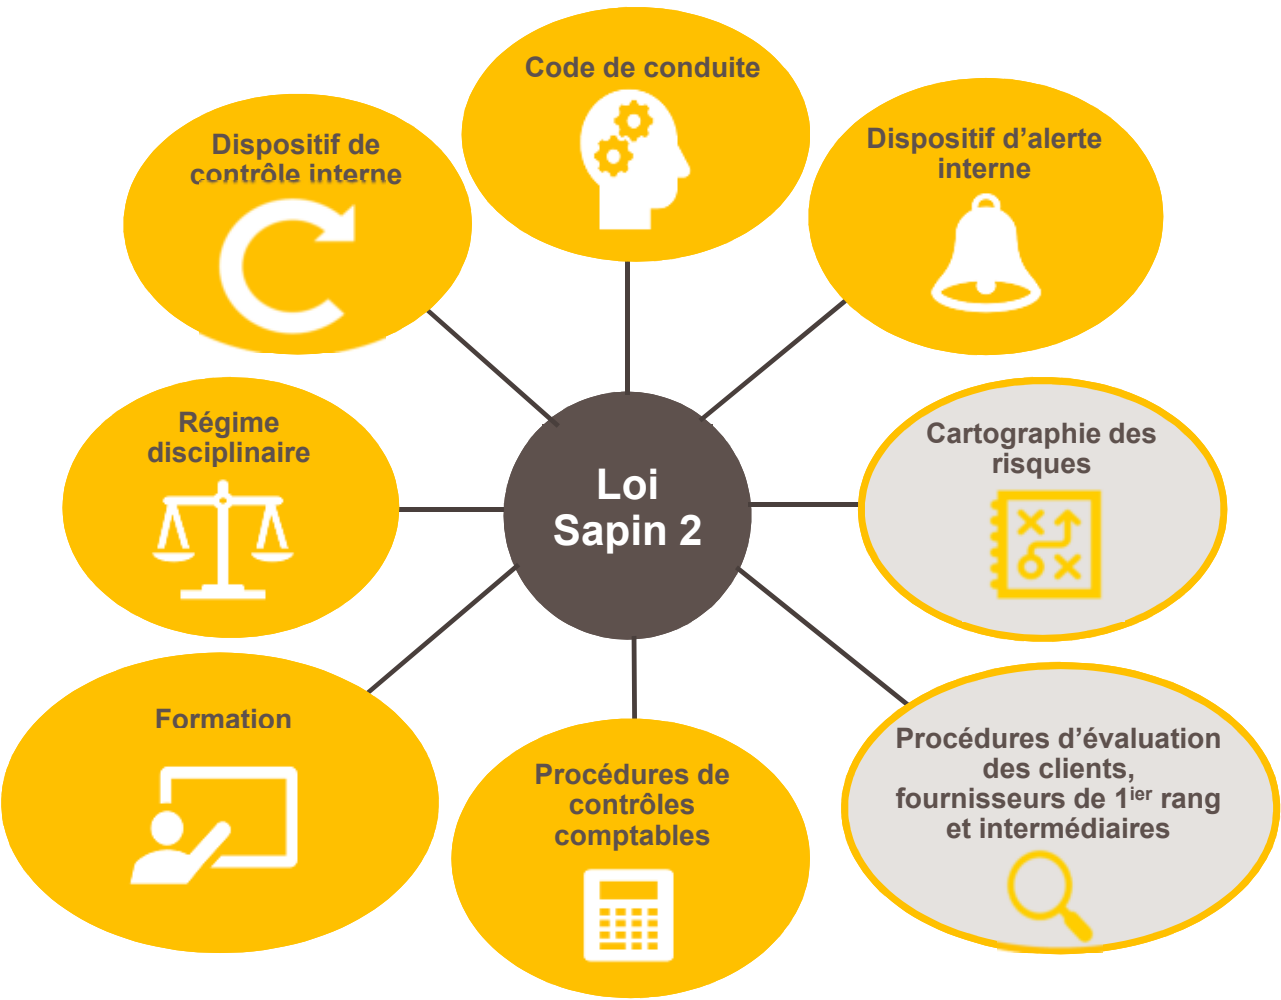 Code de conduite
Dispositif de
contrôle interne
Dispositif d’alerte
interne
Régime
disciplinaire
Loi
Sapin 2
Cartographie des
risques
Formation
Procédures de
contrôles
comptables
Procédures d’évaluation
des clients,
fournisseurs de 1ier rang
et intermédiaires